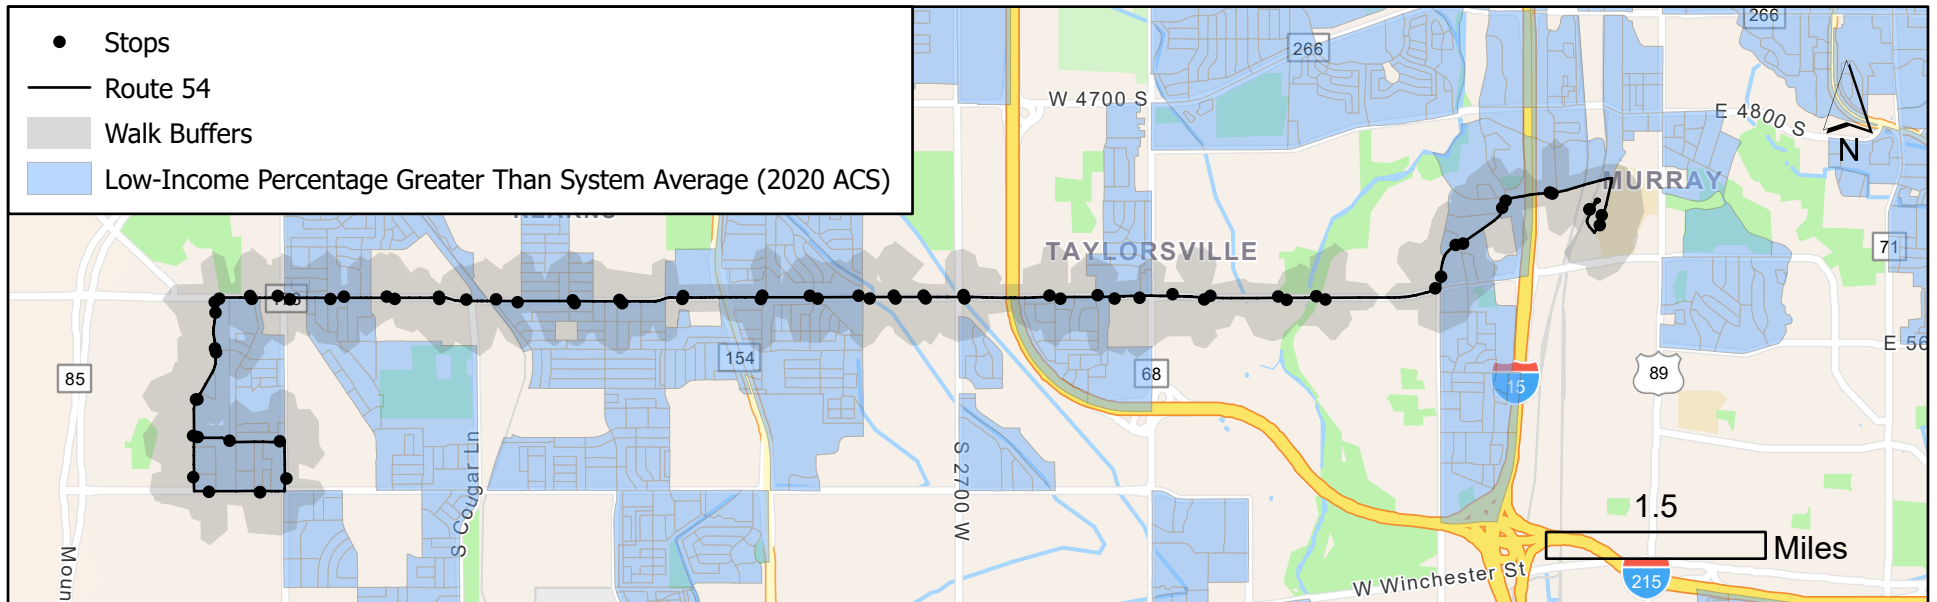 Stops
Route 54
Walk Buffers
Low-Income Percentage Greater Than System Average (2020 ACS)
266
266
W 4700 S
E 4800 S
N
MURRAY
TAYLORSVILLE
71
154
85
68
15
89
E 56
S Cougar Ln
S 2700 W
1.5
Miles
W Winchester St
215
Moun